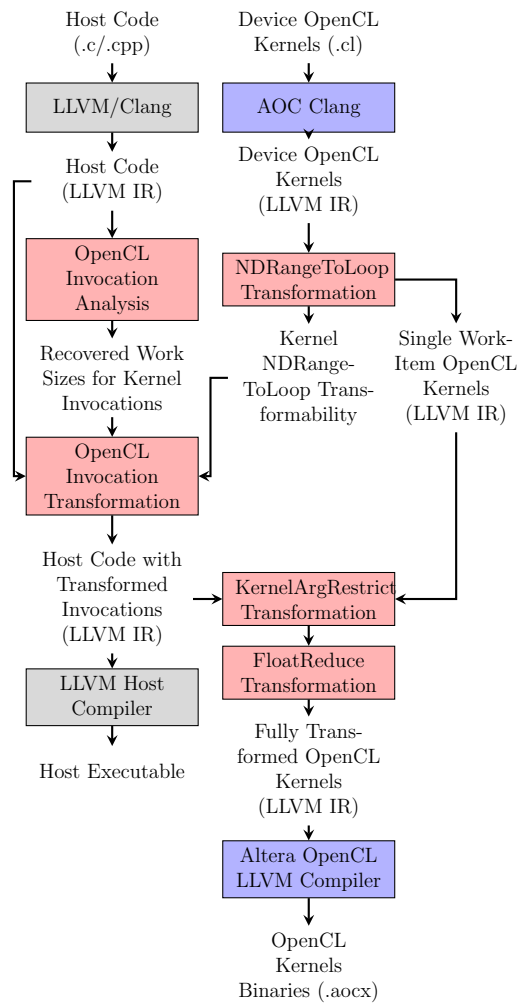 Host Code
(.c/.cpp)
Device OpenCL
Kernels (.cl)
LLVM/Clang
AOC Clang
Host Code
(LLVM IR)
Device OpenCL
Kernels
(LLVM IR)
OpenCL
Invocation
Analysis
NDRangeToLoop
Transformation
Recovered Work
Sizes for Kernel
Invocations
Kernel
NDRange-
ToLoop Trans-
formability
Single Work-
Item OpenCL
Kernels
(LLVM IR)
OpenCL
Invocation
Transformation
Host Code with
Transformed
Invocations
(LLVM IR)
KernelArgRestrict
Transformation
LLVM Host
Compiler
FloatReduce
Transformation
Host Executable
Fully Trans-
formed OpenCL
Kernels
(LLVM IR)
Altera OpenCL
LLVM Compiler
OpenCL
Kernels
Binaries (.aocx)